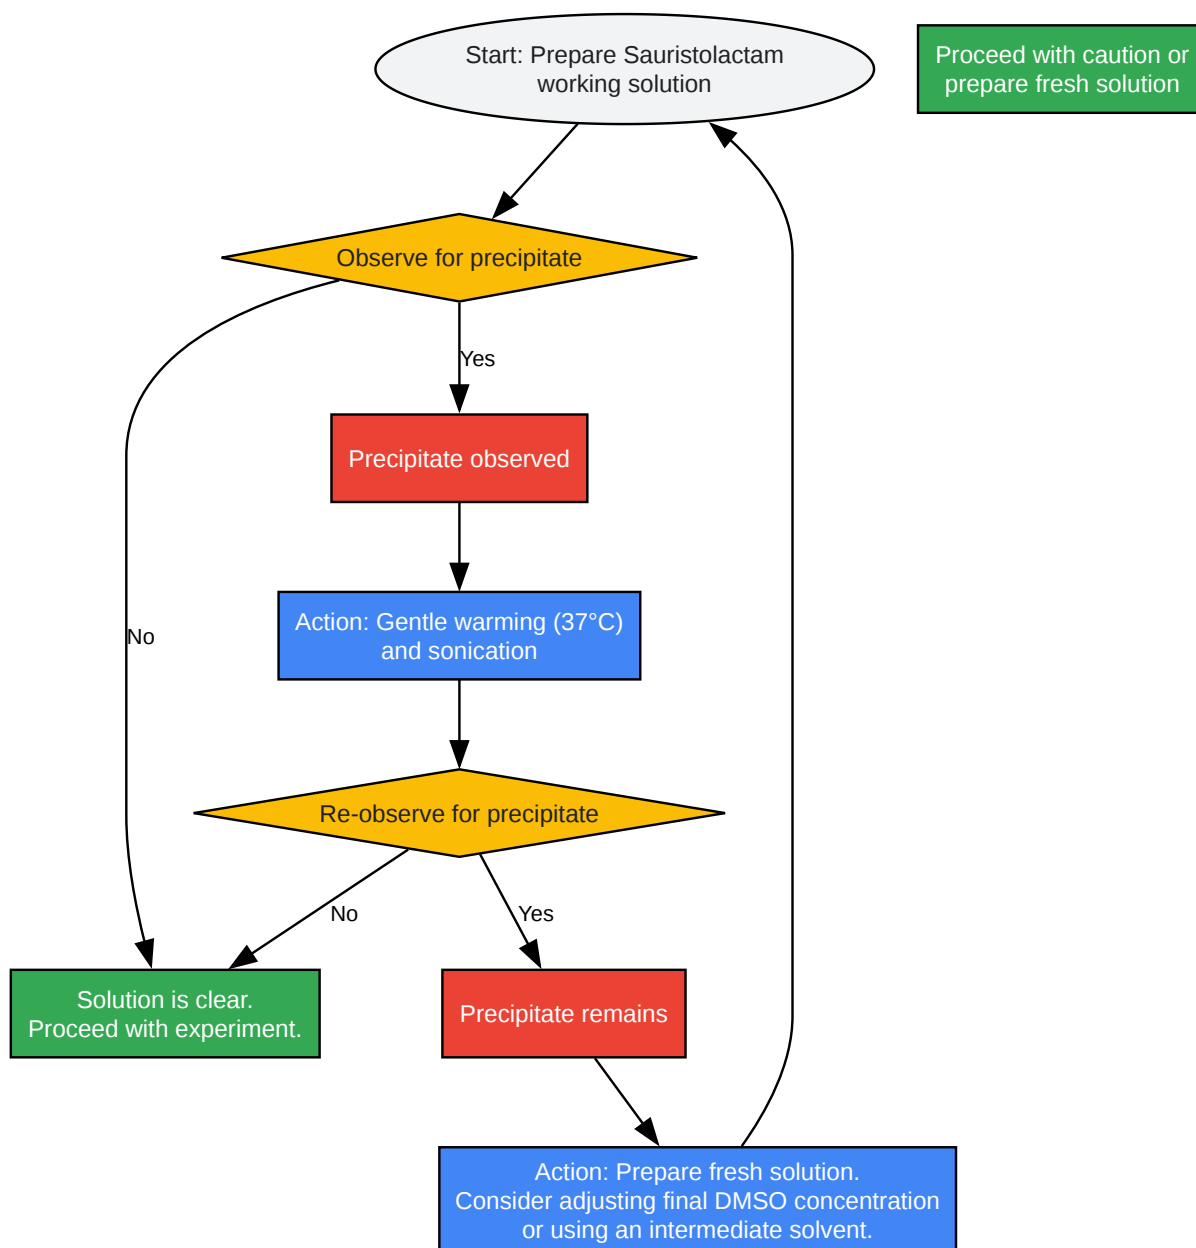 Start: Prepare Sauristolactam
working solution
Proceed with caution or
prepare fresh solution
Observe for precipitate
Yes
Precipitate observed
Action: Gentle warming (37°C)
and sonication
No
Re-observe for precipitate
No
Yes
Solution is clear.
Proceed with experiment.
Precipitate remains
Action: Prepare fresh solution.
Consider adjusting final DMSO concentration
or using an intermediate solvent.